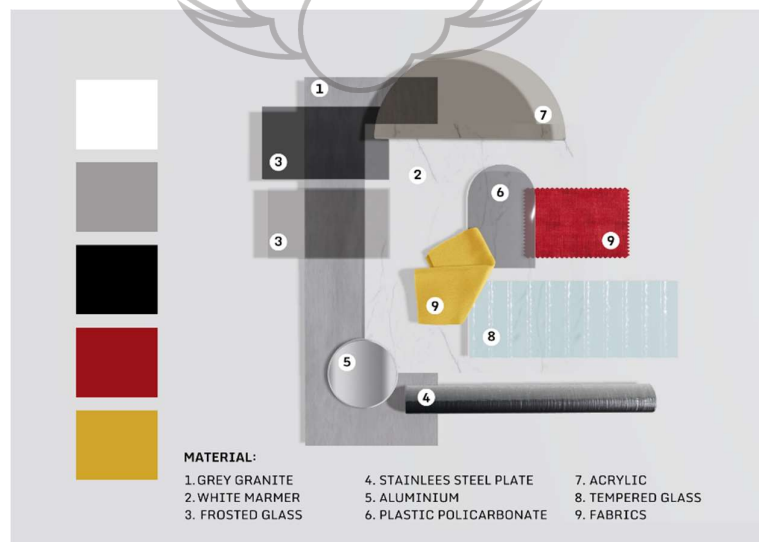 1
7
3
2
6
3
9
9
8
5
4
MATERIAL:
1.GREY GRANITE
2.WHITE MARMER
3. FROSTED GLASS
4. STAINLEES STEEL PLATE
5. ALUMINIUM
6. PLASTIC POLICARBONATE
7. ACRYLIC
8. TEMPERED GLASS
9. FABRICS